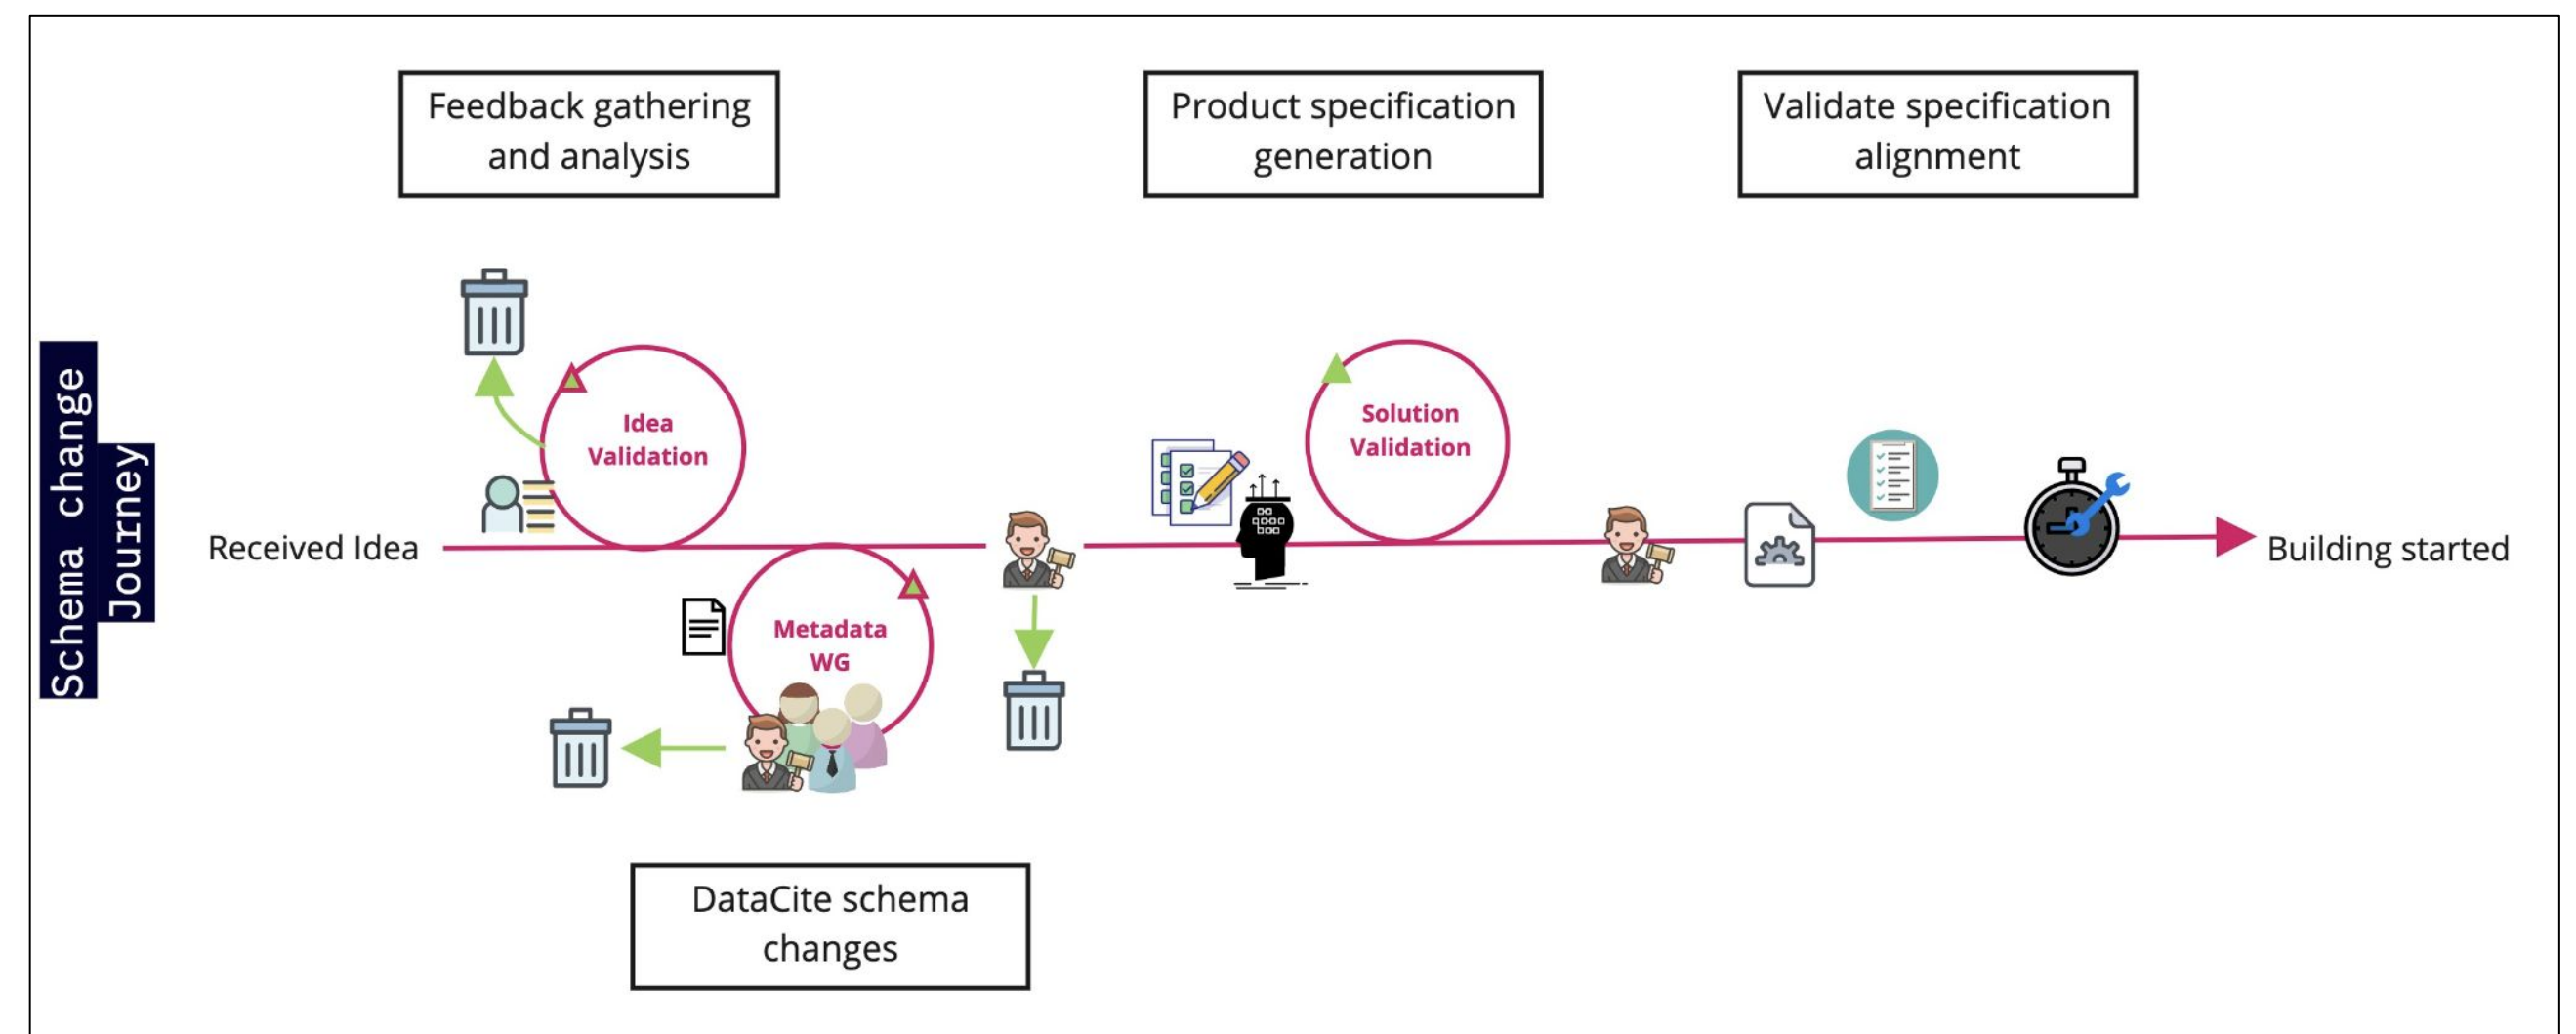 Feedback gathering
and analysis
Product specification
generation
Validate specification
alignment
Schema change
Journey
Idea
Validation
Solution
Validation
Received Idea
Building started
Metadata
WG
DataCite schema
changes